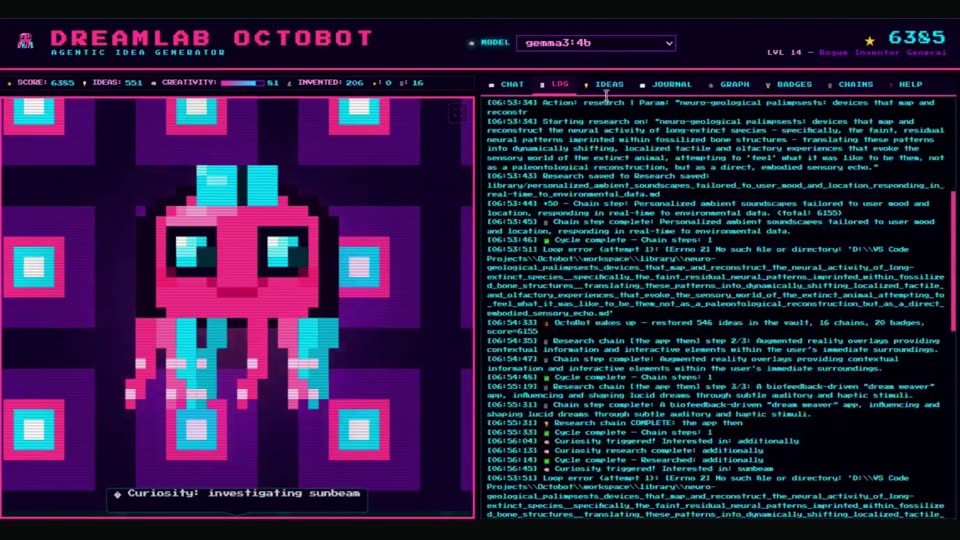 DREAMLAB OCTOBOT
AGENTIC IDEA GENERATOR
MODEL
gemma3:4b
6385
LVL 14 - Rogue Inventor General
SCORE: 6385
IDEAS: 551
CREATIVITY: 81
INVENTED: 206
: 0
: 16
CHAT
LOG
IDEAS
JOURNAL
GRAPH
BADGES
CHAINS
HELP
[06:53:34] Action: research | Param: "neuro-geological palimpsests: devices that map and
reconstr
[06:53:34] Starting research on: "neuro-geological palimpsests: devices that map and
reconstruct the neural activity of long-extinct species – specifically, the faint, residual
neural patterns imprinted within fossilized bone structures – translating these patterns
into dynamically shifting, localized tactile and olfactory experiences that evoke the
sensory world of the extinct animal, attempting to 'feel' what it was like to be them, not
as a paleontological reconstruction, but as a direct, embodied sensory echo."
[06:53:43] Research saved to Research saved:
library/personalized_ambient_soundscapes_tailored_to_user_mood_and_location_responding_in_
real-time_to_environmental_data.md
[06:53:44] +50 – Chain step: Personalized ambient soundscapes tailored to user mood and
location, responding in real-time to environmental data. (total: 6155)
[06:53:45] Chain step complete: Personalized ambient soundscapes tailored to user mood
and location, responding in real-time to environmental data.
[06:53:46] Cycle complete – Chain steps: 1
[06:53:51] Loop error (attempt 1): [Errno 2] No such file or directory: 'D:\\VS Code
Projects\\Octobot\\workspace\\library\\neuro-
geological_palimpsests_devices_that_map_and_reconstruct_the_neural_activity_of_long-
extinct_species__specifically_the_faint_residual_neural_patterns_imprinted_within_fossilize
d_bone_structures__translating_these_patterns_into_dynamically_shifting_localized_tactile_
and_olfactory_experiences_that_evoke_the_sensory_world_of_the_extinct_animal_attempting_to
_feel_what_it_was_like_to_be_them_not_as_a_paleontological_reconstruction_but_as_a_direct_
embodied_sensory_echo.md'
[06:54:33] OctoBot wakes up – restored 546 ideas in the vault, 16 chains, 20 badges,
score=6155
[06:54:35] Research chain [the app then] step 2/3: Augmented reality overlays providing
contextual information and interactive elements within the user's immediate surroundings.
[06:54:47] Chain step complete: Augmented reality overlays providing contextual
information and interactive elements within the user's immediate surroundings.
[06:54:48] Cycle complete – Chain steps: 1
[06:55:19] Research chain [the app then] step 3/3: A biofeedback-driven "dream weaver"
app, influencing and shaping lucid dreams through subtle auditory and haptic stimuli.
[06:55:31] Chain step complete: A biofeedback-driven "dream weaver" app, influencing and
shaping lucid dreams through subtle auditory and haptic stimuli.
[06:55:31] Research chain COMPLETE: the app then
[06:55:33] Cycle complete – Chain steps: 1
[06:56:04] Curiosity triggered! Interested in: additionally
[06:56:13] Curiosity research complete: additionally
[06:56:14] Cycle complete – Researched: additionally
[06:56:45] Curiosity triggered! Interested in: sunbeam
[06:53:51] Loop error (attempt 1): [Errno 2] No such file or directory: 'D:\\VS Code
Projects\\Octobot\\workspace\\library\\neuro-
geological_palimpsests_devices_that_map_and_reconstruct_the_neural_activity_of_long-
extinct_species__specifically_the_faint_residual_neural_patterns_imprinted_within_fossilize
d_bone_structures__translating_these_patterns_into_dynamically_shifting_localized_tactile_
Curiosity: investigating sunbeam